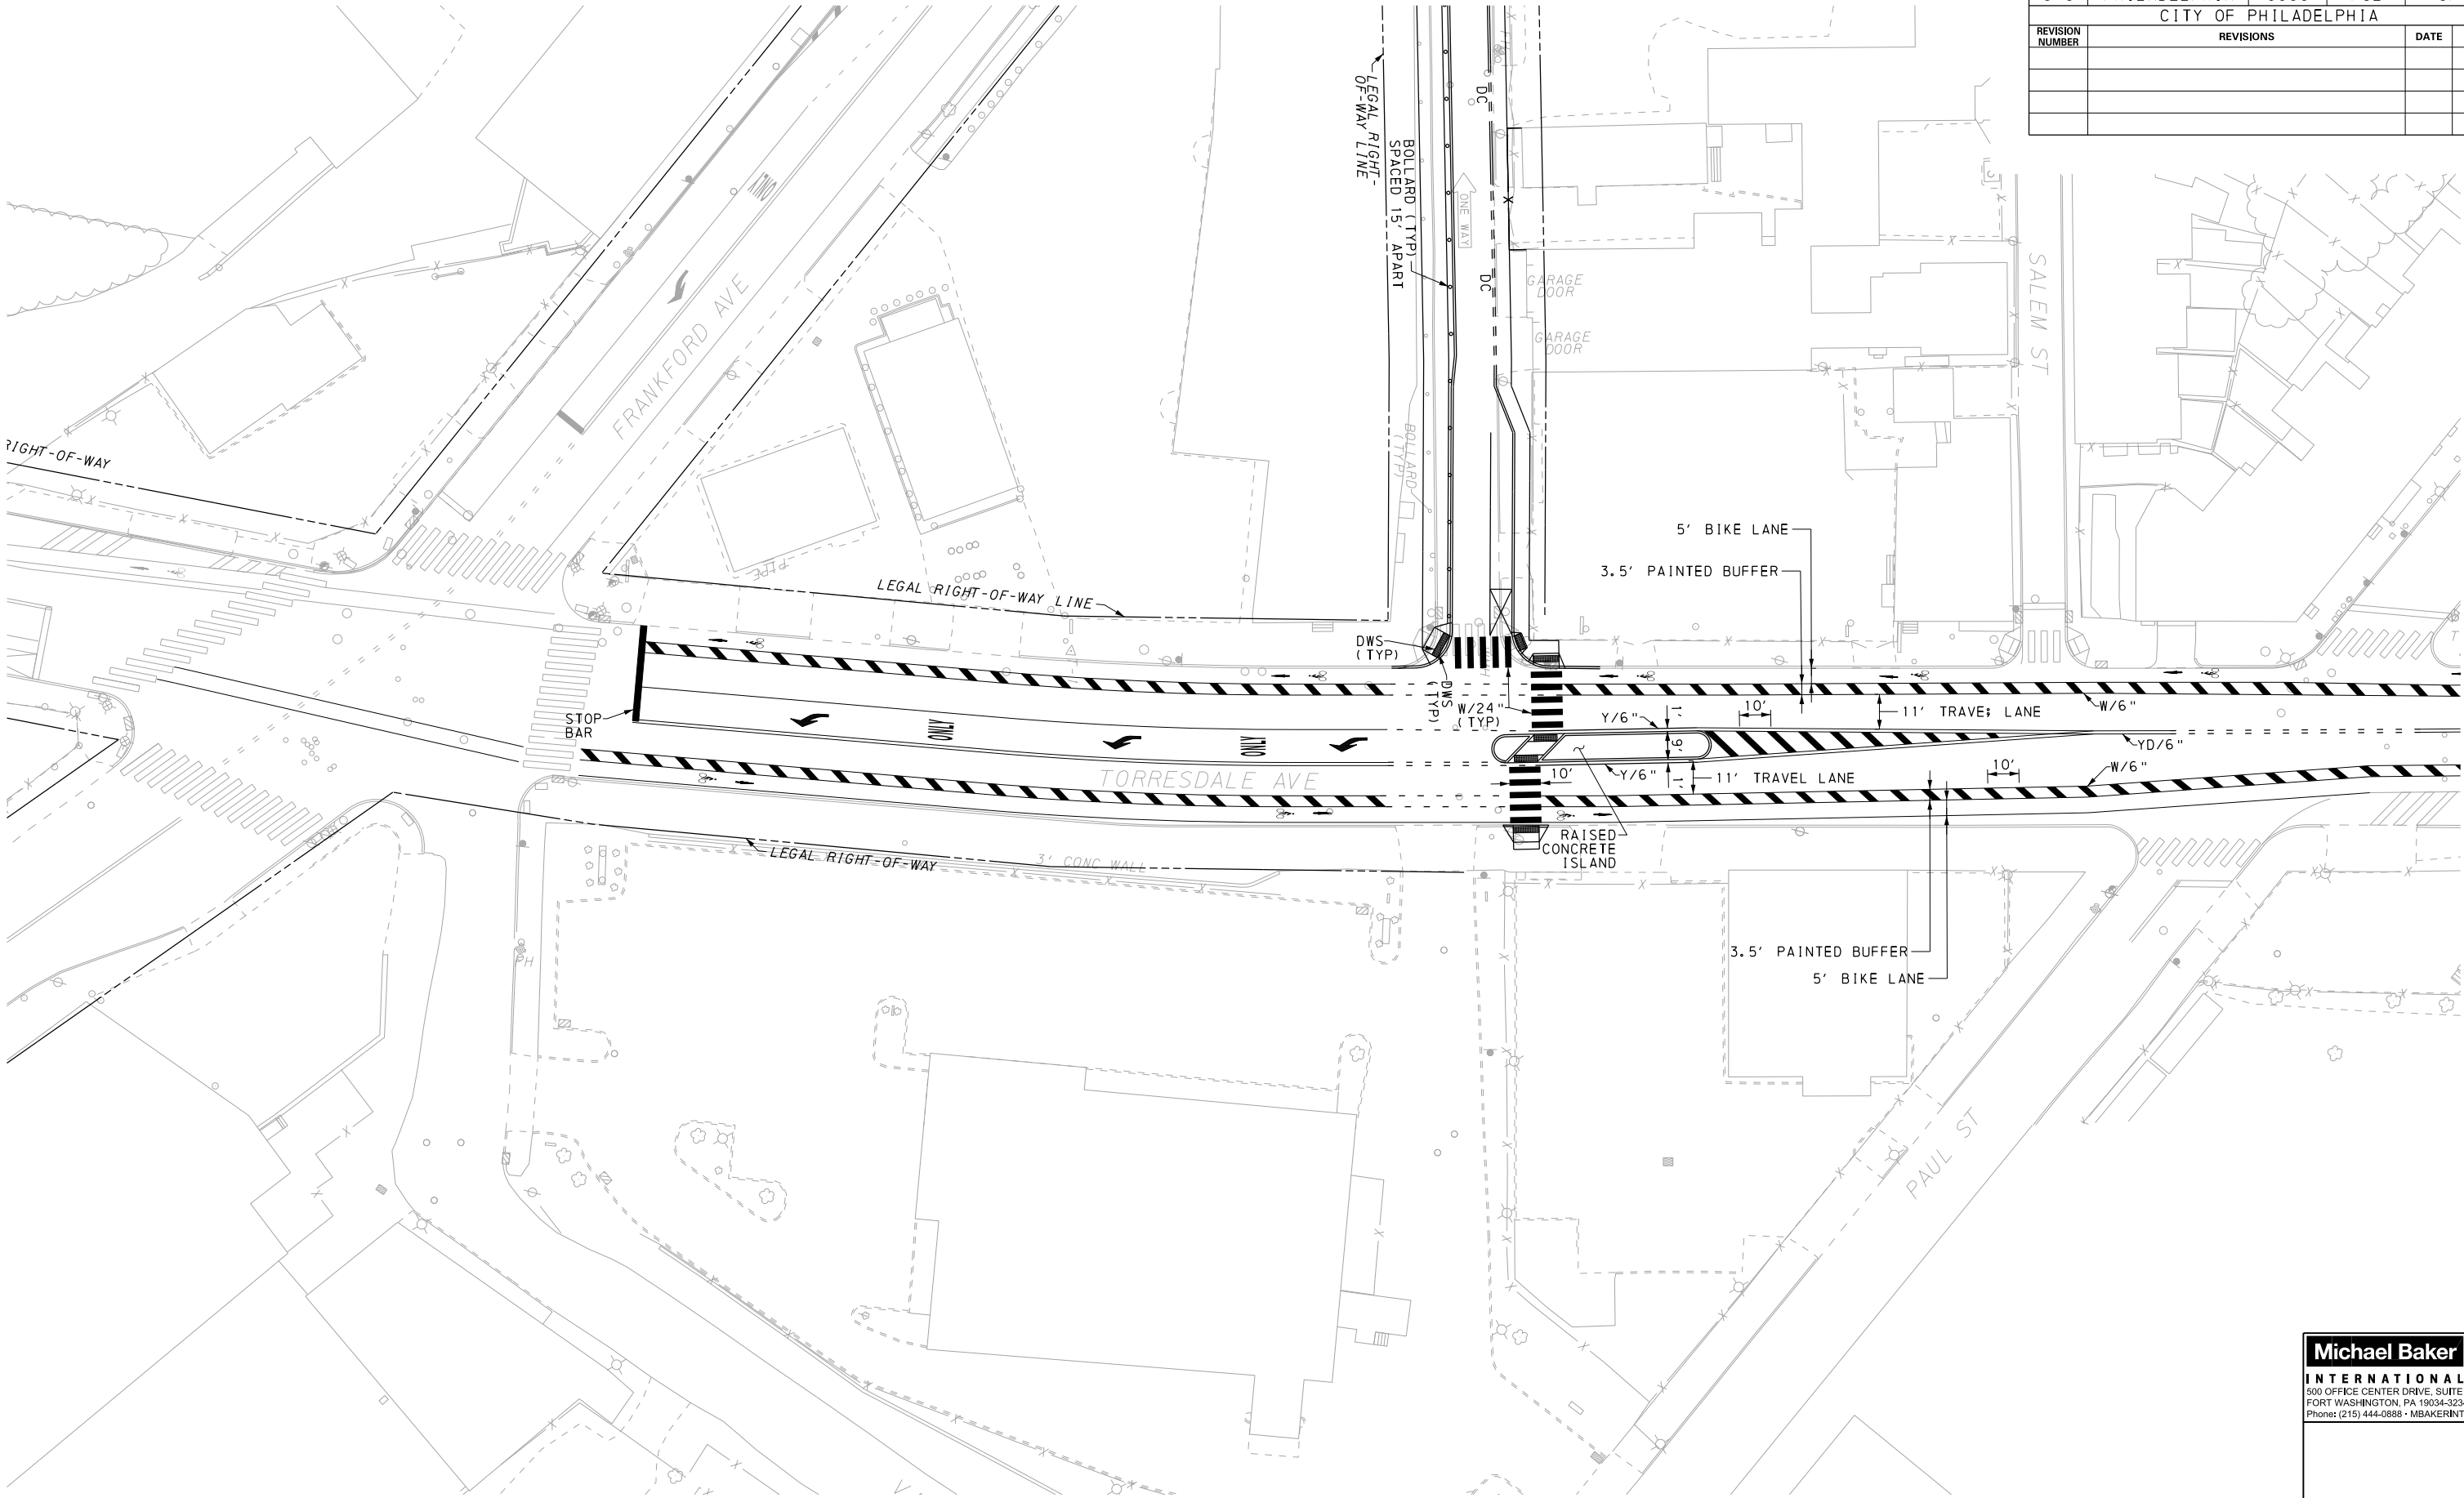 CITY OF PHILADELPHIA
REVISION NUMBER
REVISIONS
DATE
LEGAL RIGHT-
OF-WAY LINE
BOLLARD (TYP)
SPACED 15' APART
DC
ONE WAY
DC
GARAGE
DOOR
GARAGE
DOOR
SALEM ST
ONLY
FRANKFORD AVE
BOLLARD
(TYP)
RIGHT-OF-WAY
5' BIKE LANE
3.5' PAINTED BUFFER
PIPE
LEGAL RIGHT-OF-WAY LINE
DWS
(TYP)
DWS
(TYP)
W/24"
(TYP)
STOP
BAR
ONLY
ONLY
Y/6"
1'
10'
11' TRAVE; LANE
W/6"
6'
YD/6"
TORRESDALE AVE
10'
Y/6"
1'
11' TRAVEL LANE
10'
W/6"
RAISED
CONCRETE
ISLAND
LEGAL RIGHT-OF-WAY
3' CONC WALL
3.5' PAINTED BUFFER
5' BIKE LANE
PAUL ST
Michael Baker
INTERNATIONAL
500 OFFICE CENTER DRIVE, SUITE
FORT WASHINGTON, PA 19034-323
Phone: (215) 444-0888 • MBAKERINT